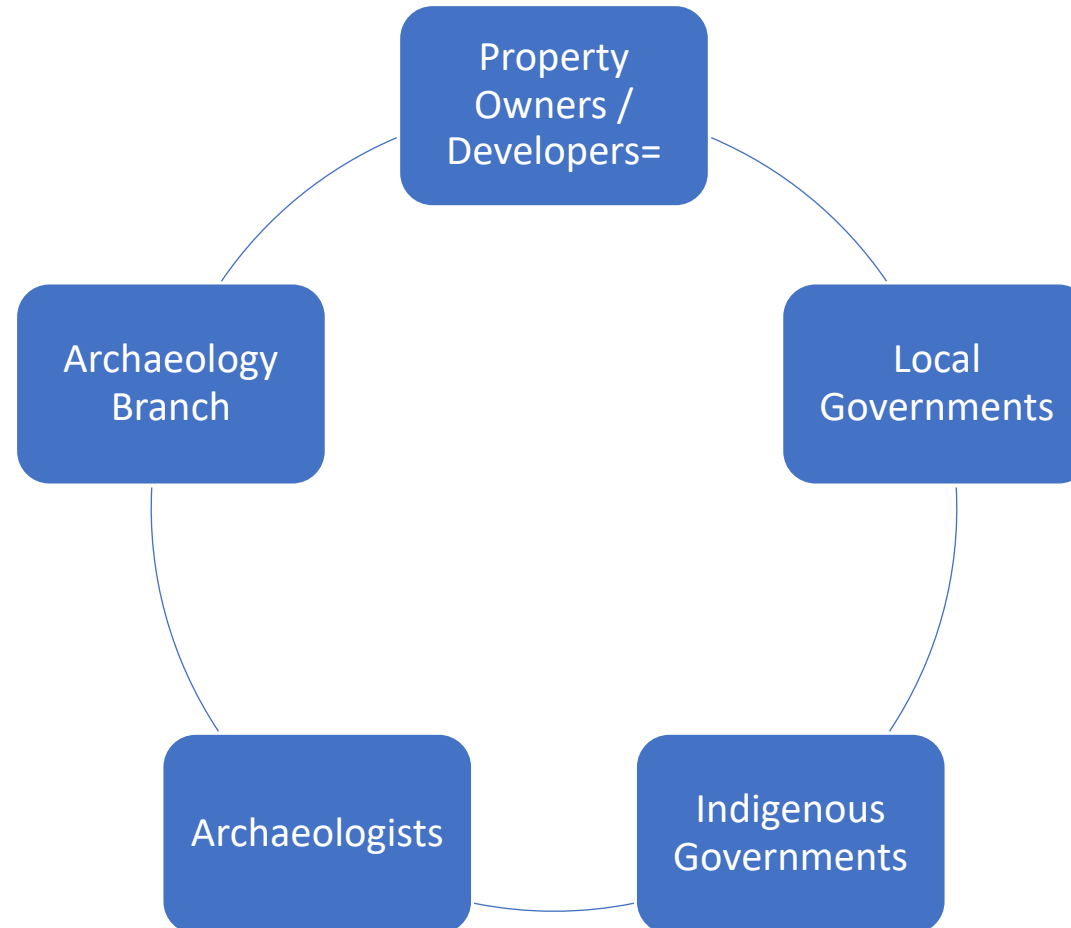 Property
Owners /
Developers=
Local
Governments
Indigenous
Governments
Archaeologists
Archaeology
Branch